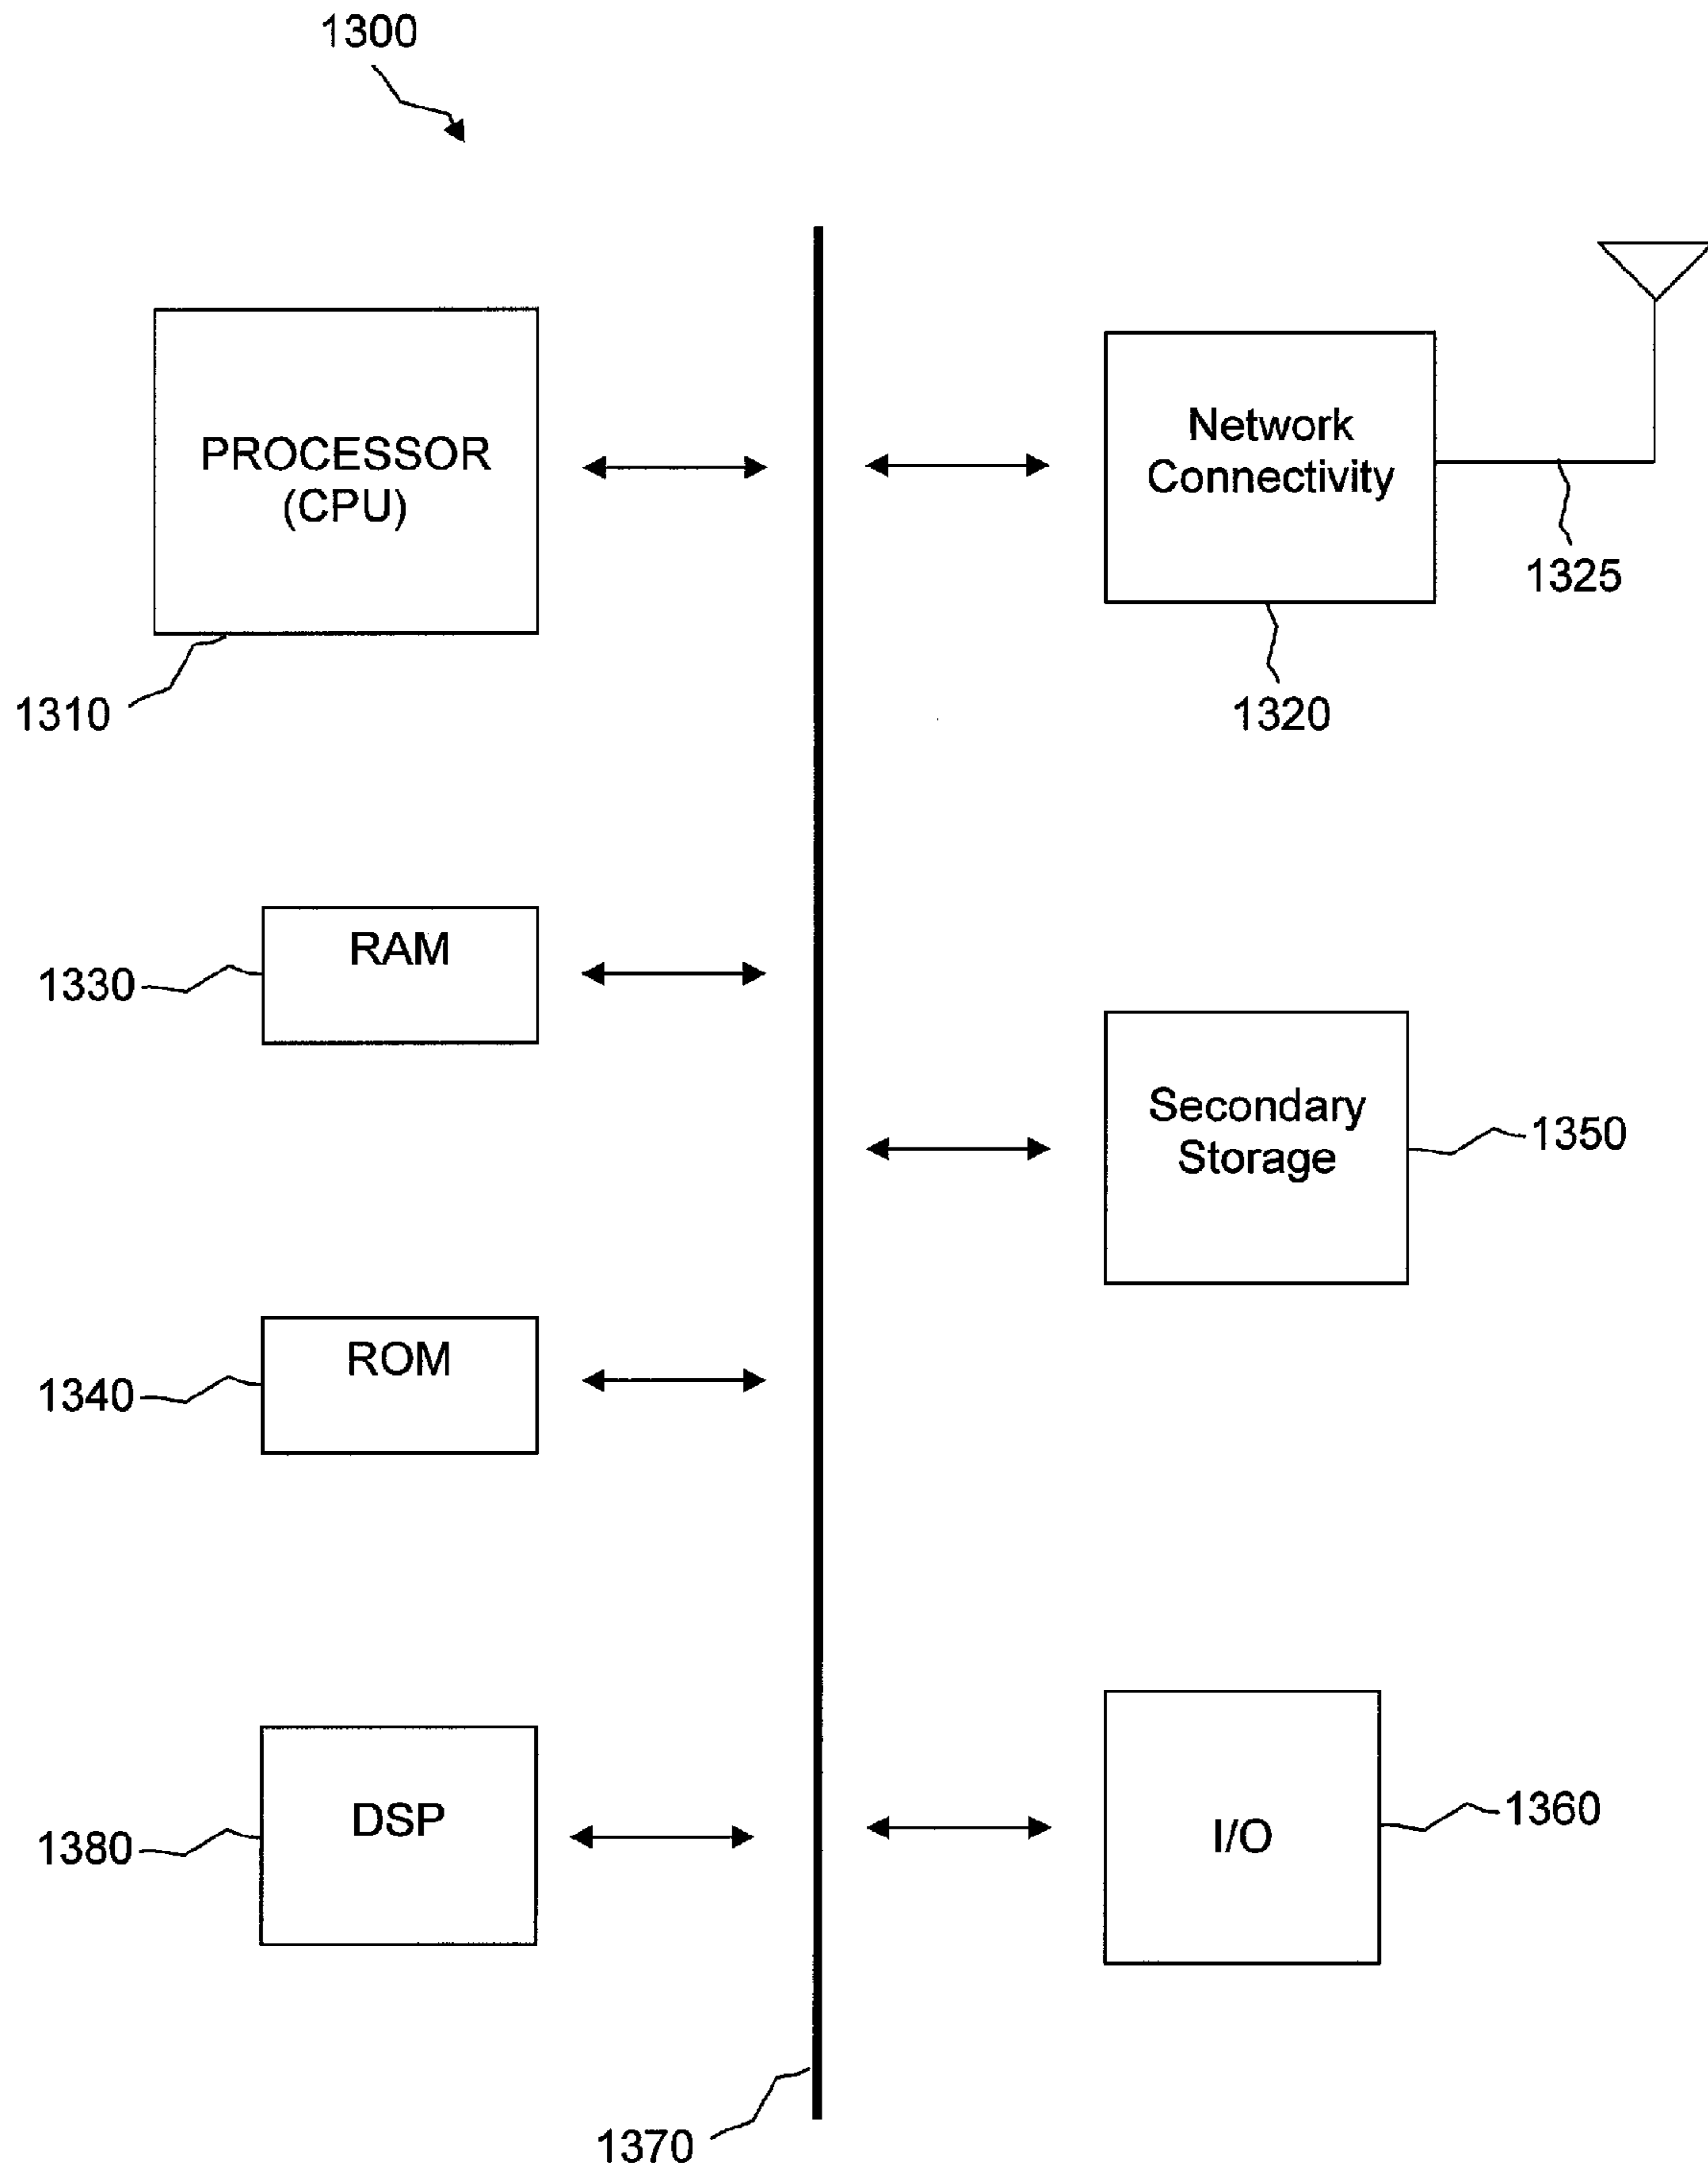 1300
PROCESSOR
(CPU)
1310
Network
Connectivity
1325
1320
RAM
1330
Secondary
Storage
1350
ROM
1340
DSP
1380
I/O
1360
1370